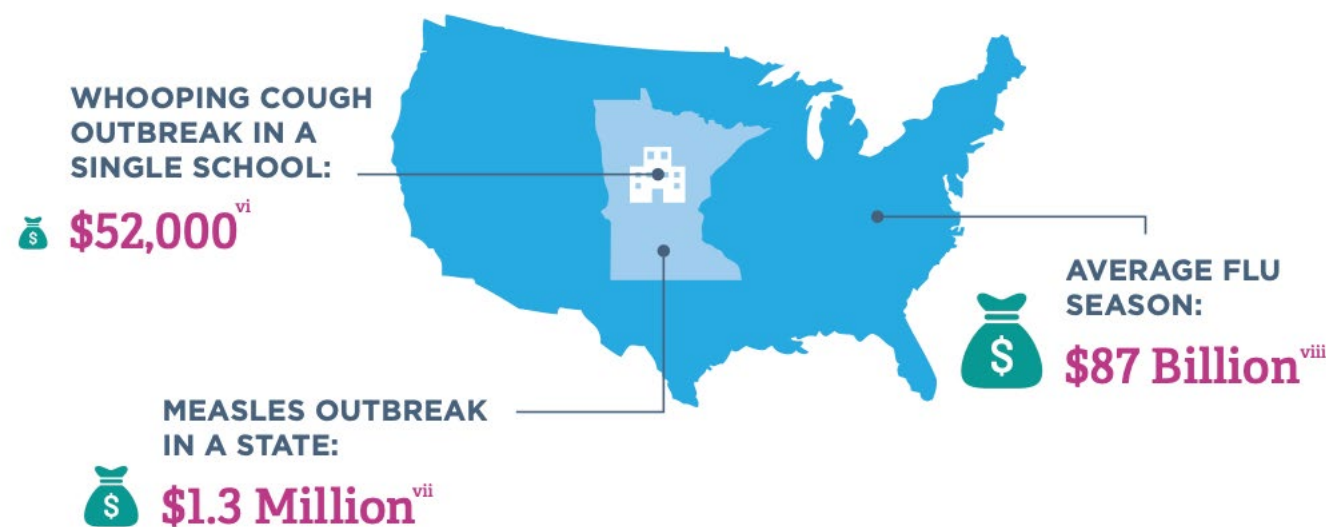 WHOOPING COUGH
OUTBREAK IN A
SINGLE SCHOOL:
$ $52,000vi
MEASLES OUTBREAK
IN A STATE:
$ $1.3 Millionvii
AVERAGE FLU
SEASON:
$ $87 Billionviii